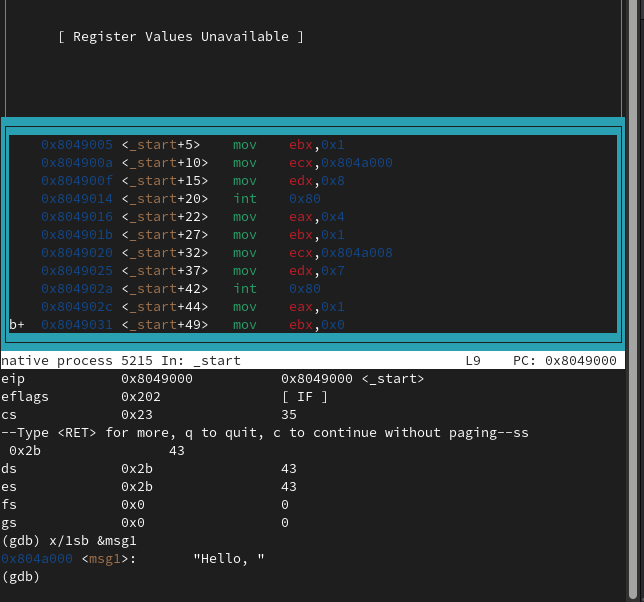 [ Register Values Unavailable ]
0x8049005 <_start+5> mov ebx,0x1
0x804900a <_start+10> mov ecx,0x804a000
0x804900f <_start+15> mov edx,0x8
0x8049014 <_start+20> int 0x80
0x8049016 <_start+22> mov eax,0x4
0x804901b <_start+27> mov ebx,0x1
0x8049020 <_start+32> mov ecx,0x804a008
0x8049025 <_start+37> mov edx,0x7
0x804902a <_start+42> int 0x80
0x804902c <_start+44> mov eax,0x1
b+ 0x8049031 <_start+49> mov ebx,0x0
native process 5215 In: _start L9 PC: 0x8049000
eip 0x8049000 0x8049000 <_start>
eflags 0x202 [ IF ]
cs 0x23 35
--Type <RET> for more, q to quit, c to continue without paging--ss
0x2b 43
ds 0x2b 43
es 0x2b 43
fs 0x0 0
gs 0x0 0
(gdb) x/1sb &msg1
0x804a000 <msg1>: "Hello, "
(gdb)